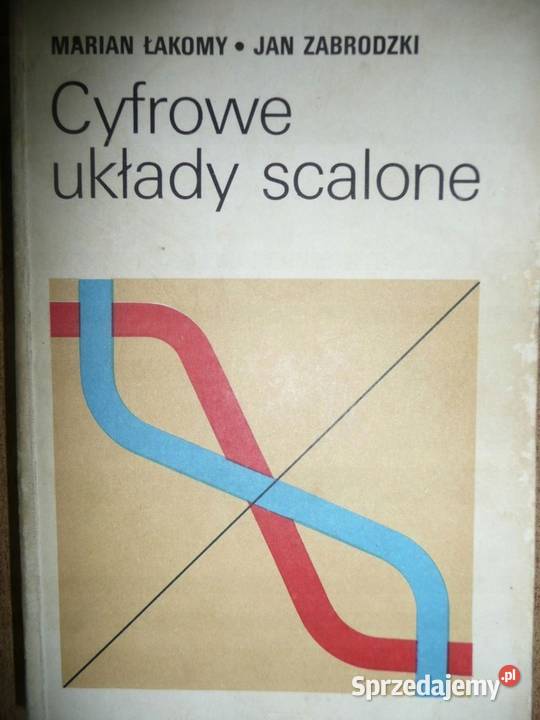 MARIAN ŁAKOMY • JAN ZABRODZKI
Cyfrowe
układy scalone
Sprzedajemy.pl